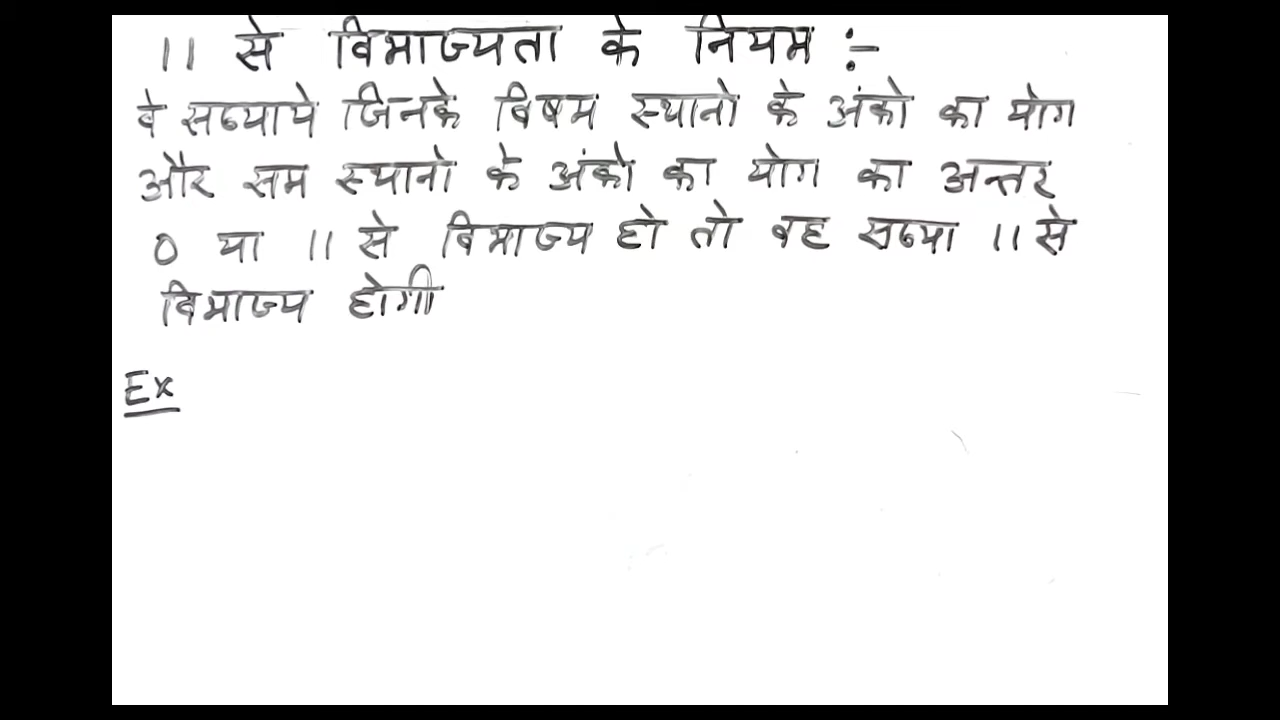 11 से विभाज्यता के नियम :-
वे सख्याये जिनके विषम स्थानो के अंको का योग
और सम स्थानो के अंको का योग का अन्तर
0 या 11 से विभाज्य हो तो वह सख्या 11 से
विभाज्य होगी
Ex